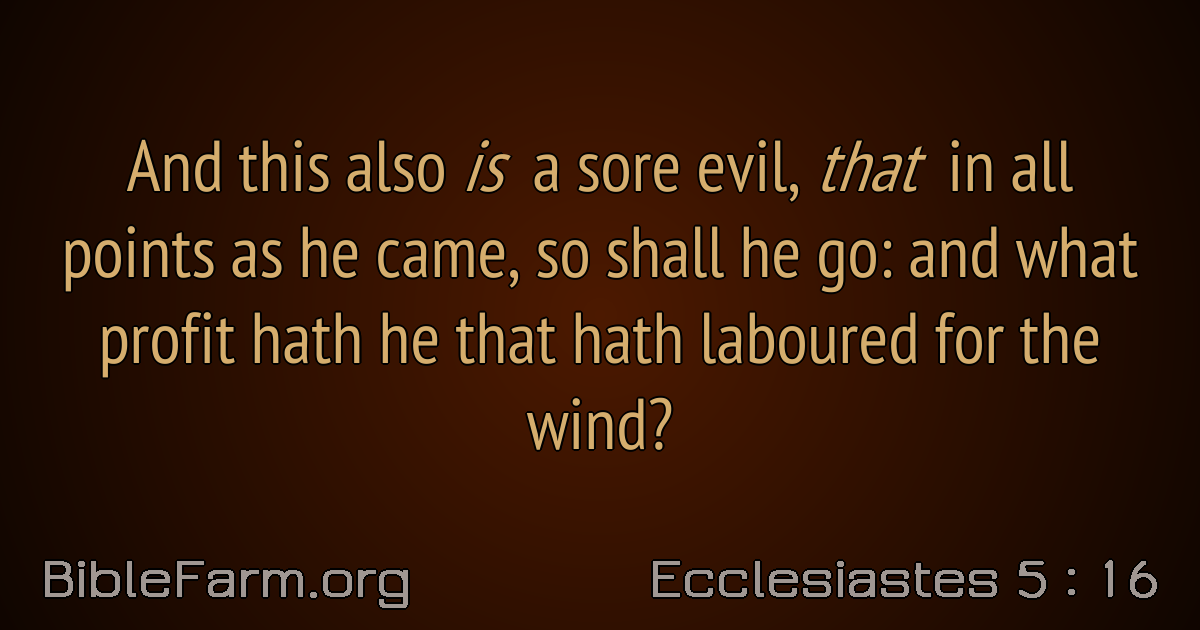 And this also is a sore evil, that in all
points as he came, so shall he go: and what
profit hath he that hath laboured for the
wind?
BibleFarm.org
Ecclesiastes 5 : 16